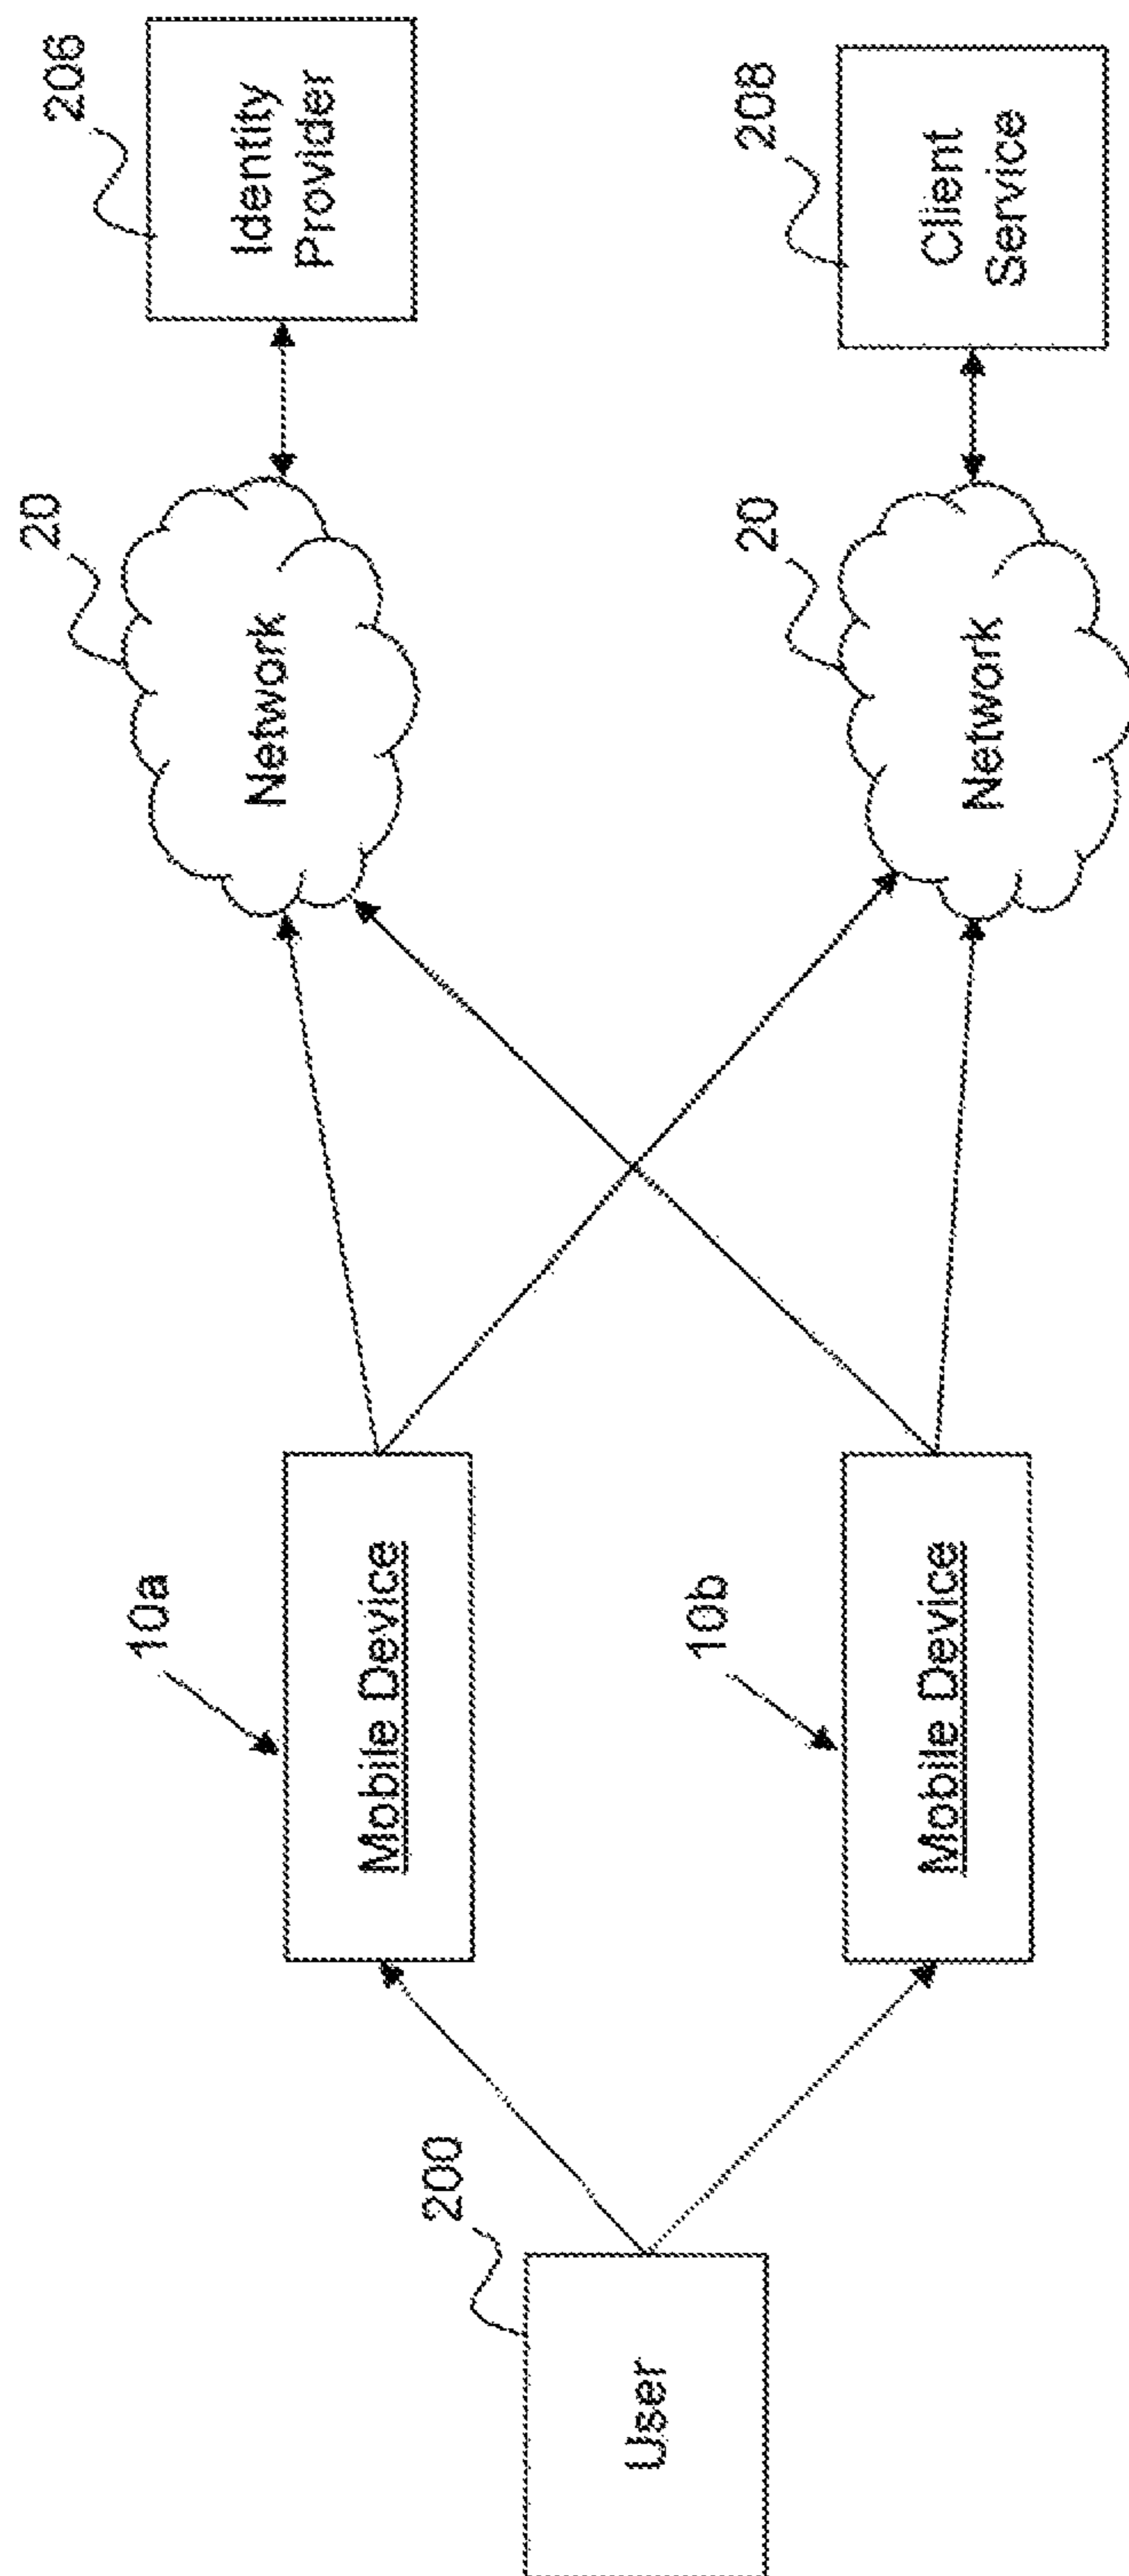 200
User
10a
Mobile Device
10b
Mobile Device
20
Network
20
Network
206
Identity
Provider
208
Client
Service